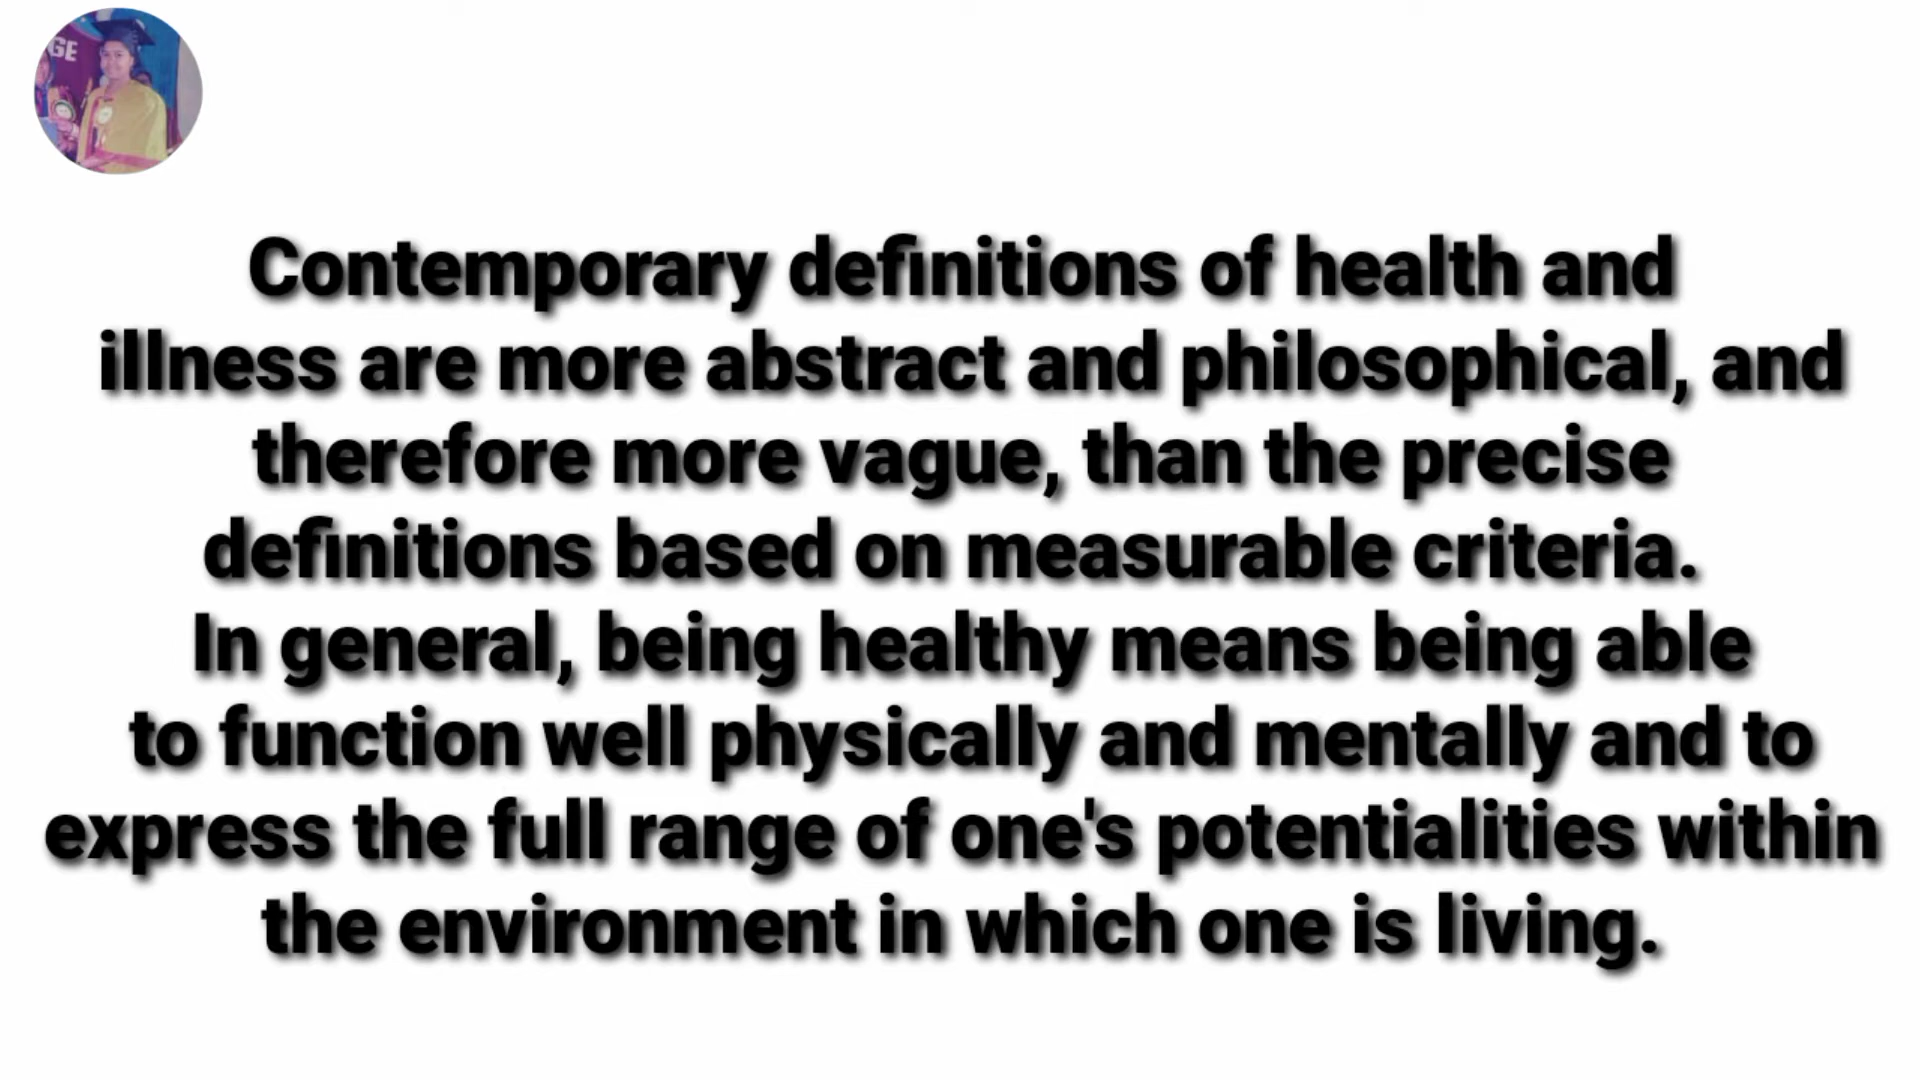 GE
Contemporary definitions of health and
illness are more abstract and philosophical, and
therefore more vague, than the precise
definitions based on measurable criteria.
In general, being healthy means being able
to function well physically and mentally and to
express the full range of one's potentialities within
the environment in which one is living.